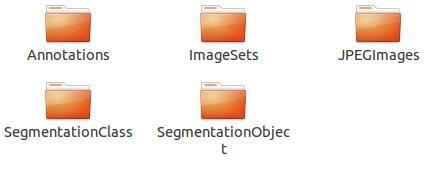 Annotations
ImageSets
JPEGImages
SegmentationClass
SegmentationObjec
t